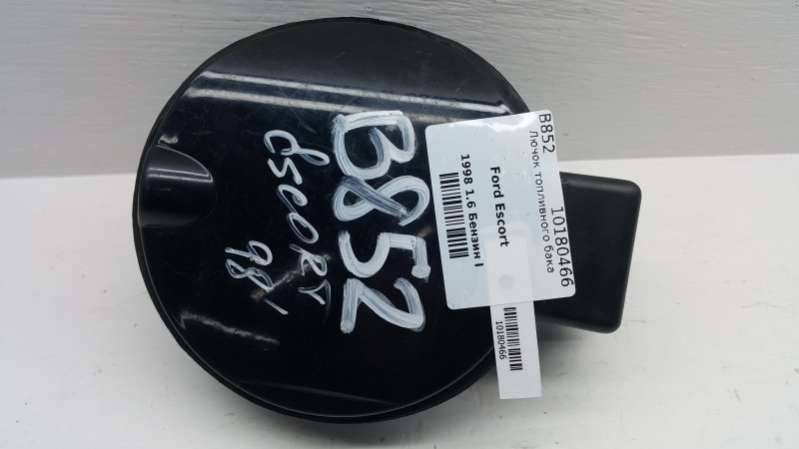 B852
Escort
98'
B852 10180466
Лючок топливного бака
Ford Escort
1998 1.6 Бензин I
10180466